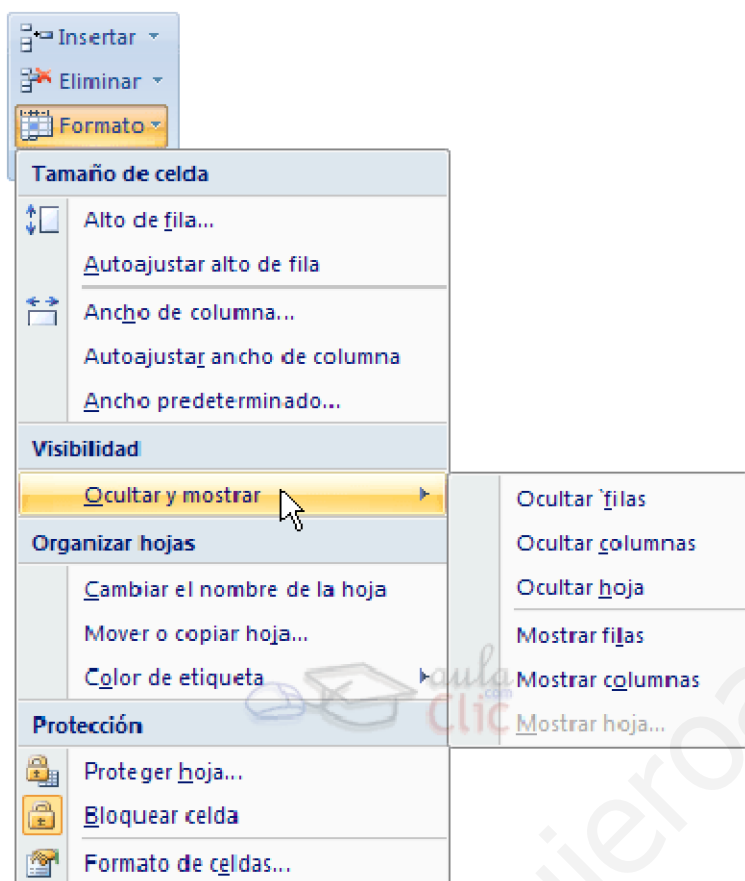 Insertar
Eliminar
Formato
Tamaño de celda
Alto de fila...
Autoajustar alto de fila
Ancho de columna...
Autoajustar ancho de columna
Ancho predeterminado...
Visibilidad
Ocultar y mostrar
Ocultar filas
Ocultar columnas
Ocultar hoja
Mostrar filas
Mostrar columnas
Mostrar hoja...
Organizar hojas
Cambiar el nombre de la hoja
Mover o copiar hoja...
Color de etiqueta
Protección
Proteger hoja...
Bloquear celda
Formato de celdas...
aula
Clic
com